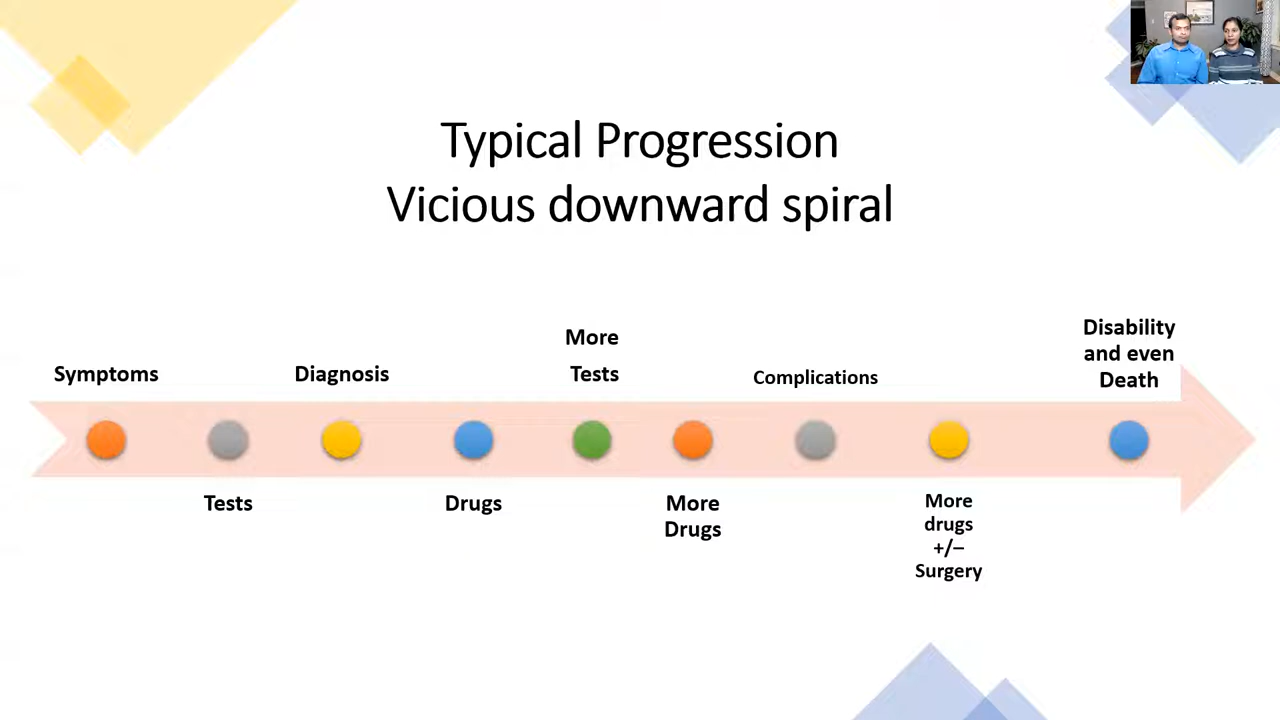 Typical Progression
Vicious downward spiral
Symptoms
Tests
Diagnosis
Drugs
More
Tests
More
Drugs
Complications
More
drugs
+/–
Surgery
Disability
and even
Death